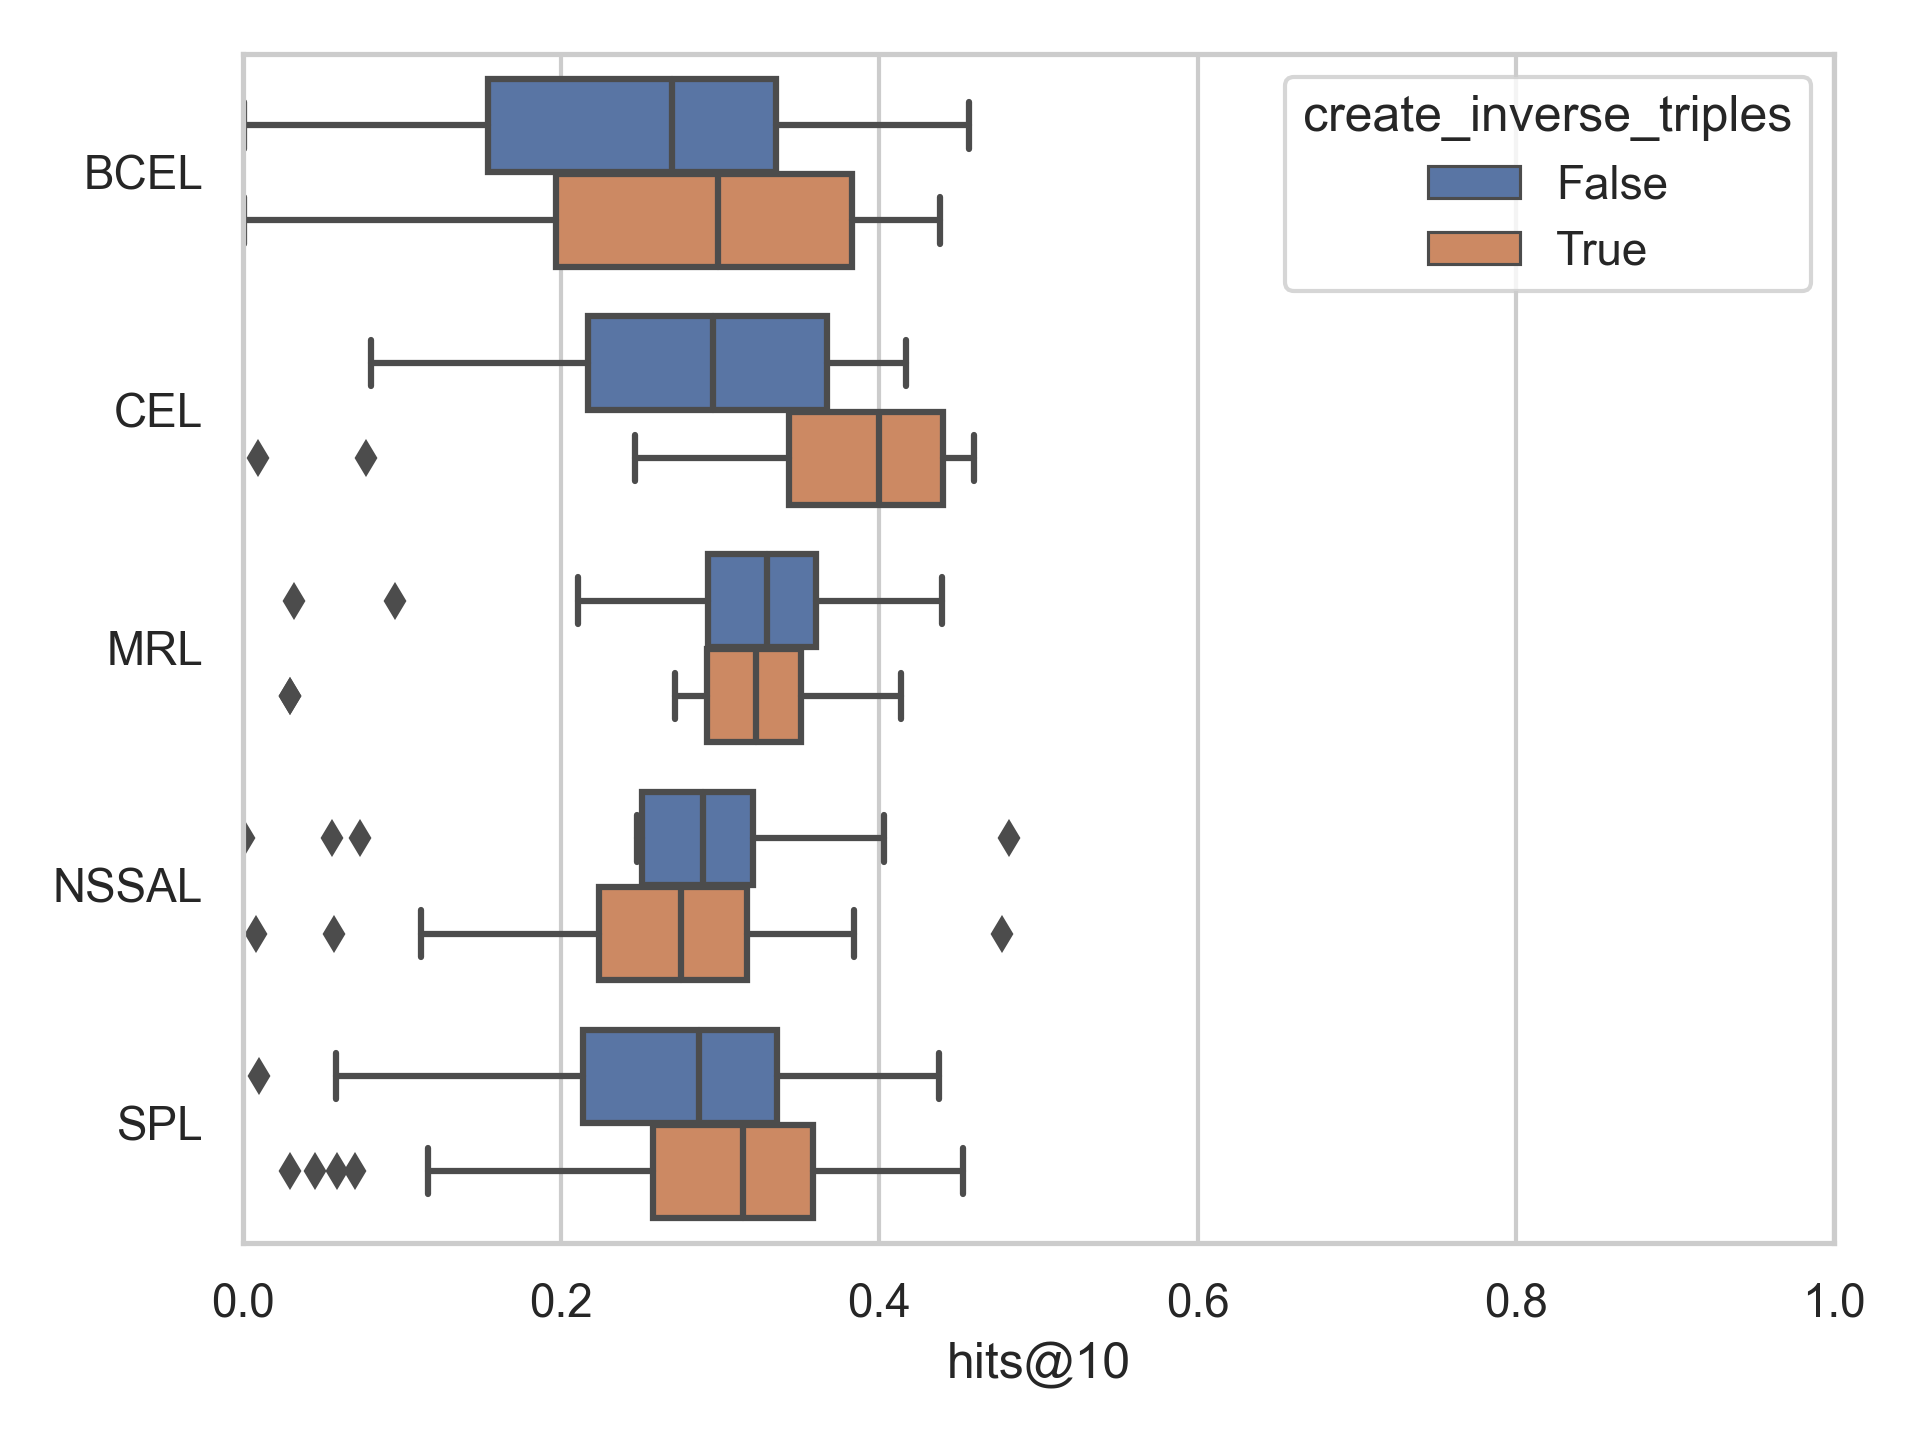 create_inverse_triples
False
True
BCEL
CEL
MRL
NSSAL
SPL
0.0 0.2 0.4 0.6 0.8 1.0
hits@10